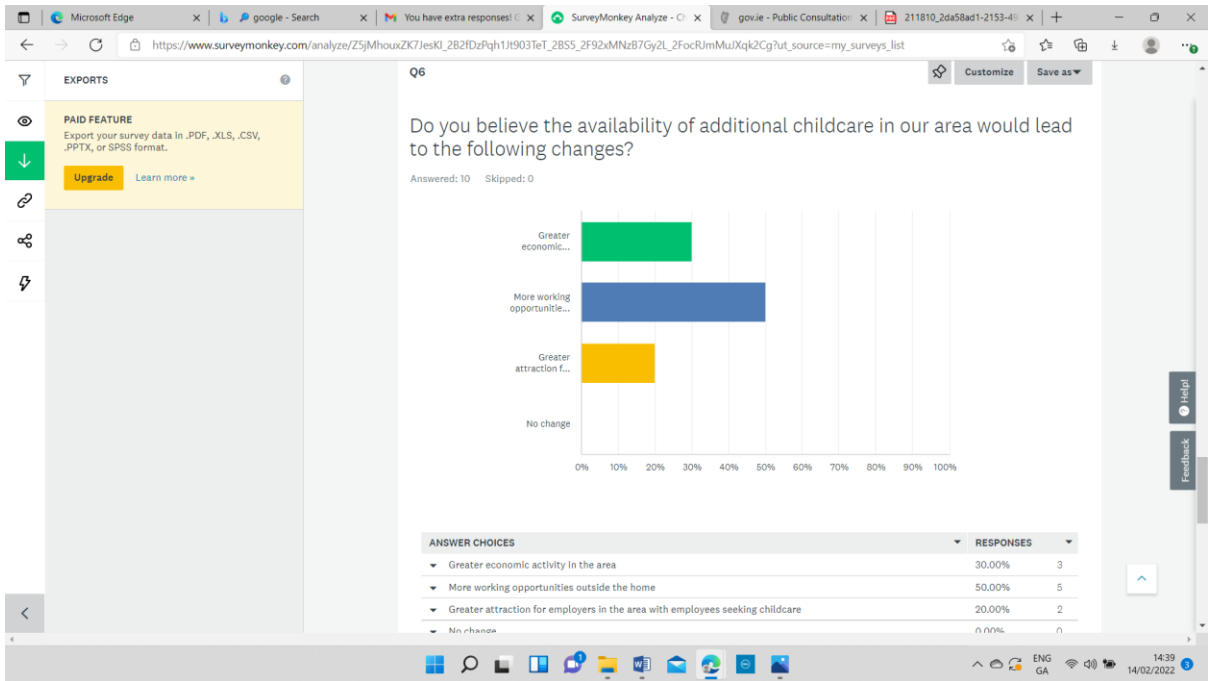 Microsoft Edge
google - Search
You have extra responses! G
SurveyMonkey Analyze - Ch
gov.ie - Public Consultation
211810_2da58ad1-2153-49
https://www.surveymonkey.com/analyze/Z5jMhouxZK7JesKl_2B2fDzPqh1Jt903TeT_2BS5_2F92xMNzB7Gy2L_2FocRJmMuJXqk2Cg?ut_source=my_surveys_list
EXPORTS
PAID FEATURE
Export your survey data in .PDF, .XLS, .CSV,
.PPTX, or SPSS format.
Upgrade Learn more »
Q6
Customize Save as
Do you believe the availability of additional childcare in our area would lead
to the following changes?
Answered: 10 Skipped: 0
Greater
economic...
More working
opportunitie...
Greater
attraction f...
No change
0% 10% 20% 30% 40% 50% 60% 70% 80% 90% 100%
ANSWER CHOICES RESPONSES
Greater economic activity in the area 30.00% 3
More working opportunities outside the home 50.00% 5
Greater attraction for employers in the area with employees seeking childcare 20.00% 2
No change 0.00% 0
Help!
Feedback
ENG
GA
14:39
14/02/2022
3
1